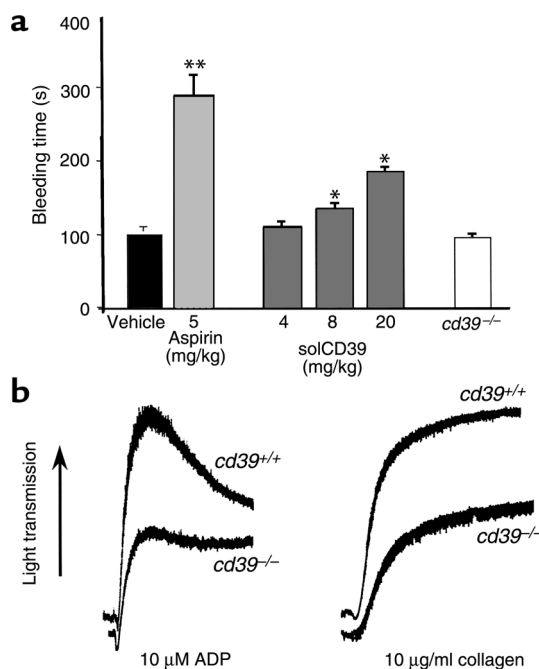 a
400
300
200
100
0
Bleeding time (s)
**
*
*
Vehicle 5 4 8 20 cd39–/–
Aspirin solCD39
(mg/kg) (mg/kg)
b
Light transmission
cd39+/+
cd39–/–
cd39+/+
cd39–/–
10 µM ADP 10 µg/ml collagen